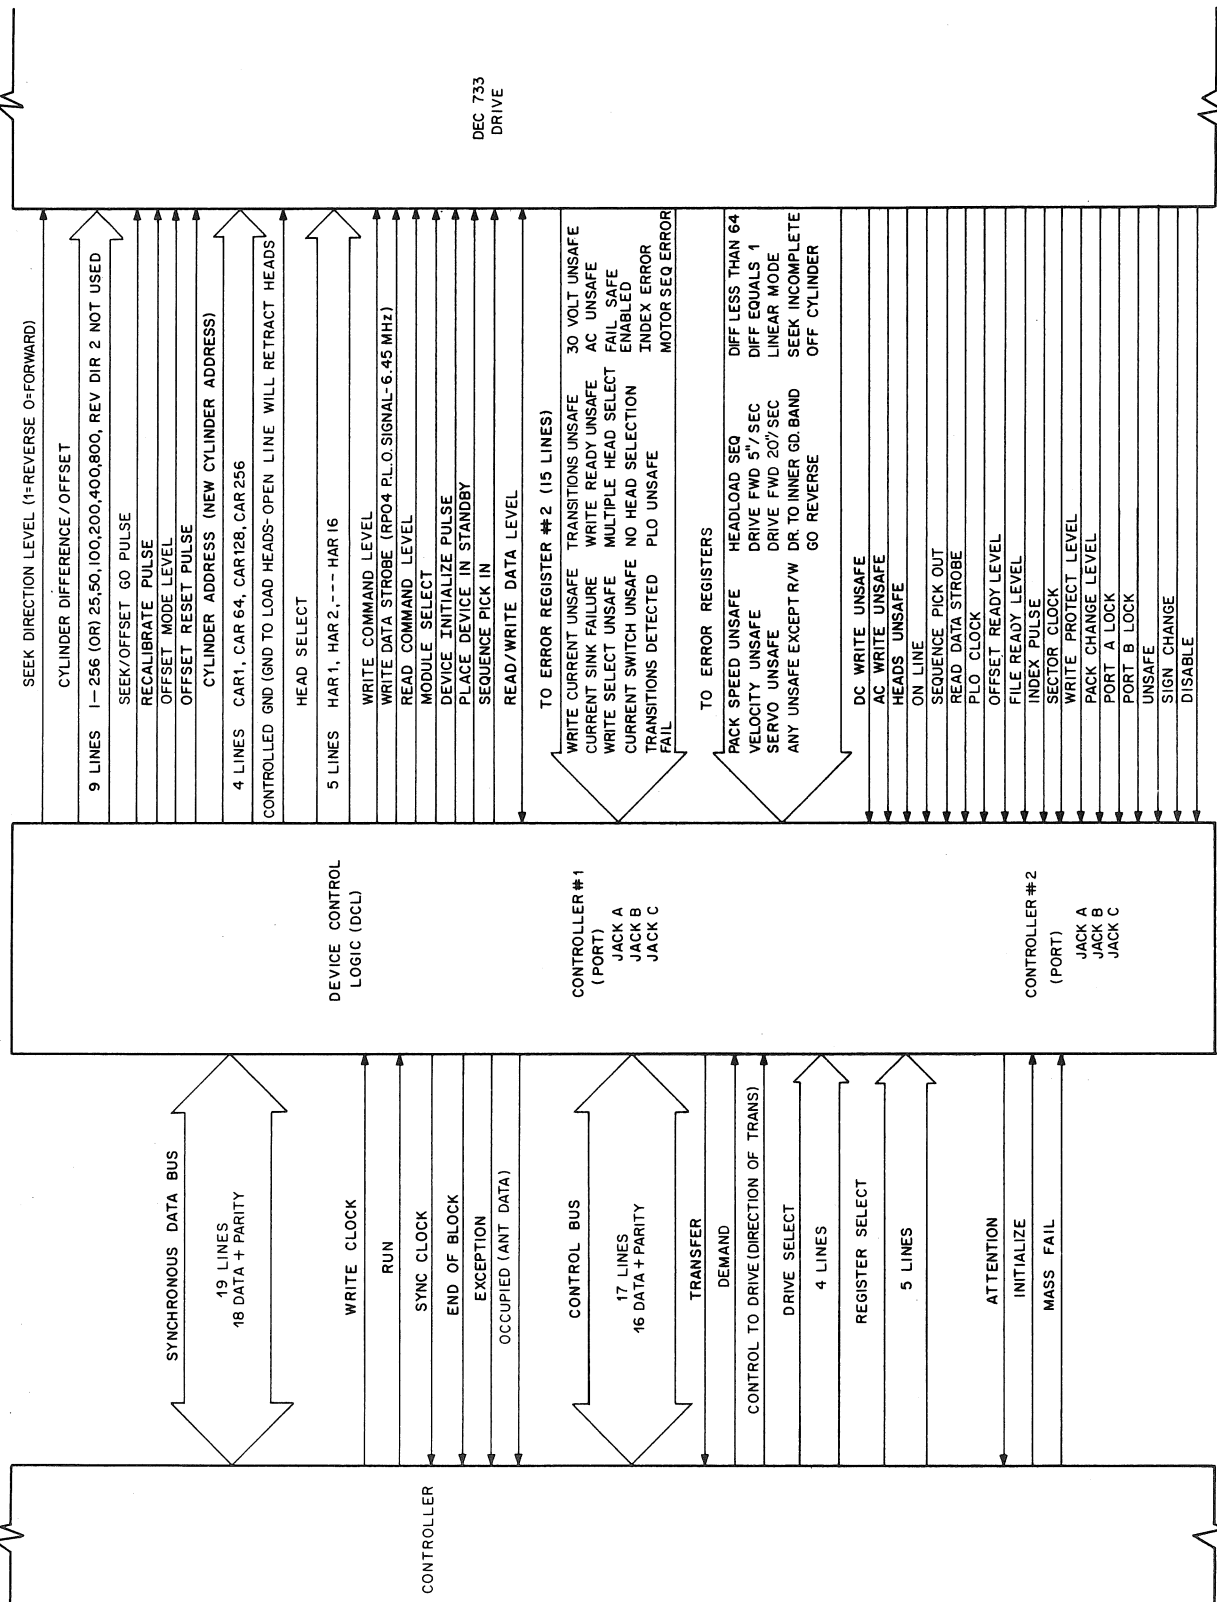 CONTROLLER
SYNCHRONOUS DATA BUS
19 LINES
18 DATA + PARITY
WRITE CLOCK
RUN
SYNC CLOCK
END OF BLOCK
EXCEPTION
OCCUPIED (ANT DATA)
CONTROL BUS
17 LINES
16 DATA + PARITY
TRANSFER
DEMAND
CONTROL TO DRIVE (DIRECTION OF TRANS)
DRIVE SELECT
4 LINES
REGISTER SELECT
5 LINES
ATTENTION
INITIALIZE
MASS FAIL
DEVICE CONTROL
LOGIC (DCL)
CONTROLLER #1
(PORT)
JACK A
JACK B
JACK C
CONTROLLER #2
(PORT)
JACK A
JACK B
JACK C
SEEK DIRECTION LEVEL (1=REVERSE 0=FORWARD)
CYLINDER DIFFERENCE/OFFSET
9 LINES 1—256 (OR) 25,50,100,200,400,800, REV DIR 2 NOT USED
SEEK/OFFSET GO PULSE
RECALIBRATE PULSE
OFFSET MODE LEVEL
OFFSET RESET PULSE
CYLINDER ADDRESS (NEW CYLINDER ADDRESS)
4 LINES CAR1, CAR 64, CAR 128, CAR 256
CONTROLLED GND (GND TO LOAD HEADS-OPEN LINE WILL RETRACT HEADS
HEAD SELECT
5 LINES HAR1, HAR2,--- HAR 16
WRITE COMMAND LEVEL
WRITE DATA STROBE (RPO4 P.L.O. SIGNAL-6.45 MHz)
READ COMMAND LEVEL
MODULE SELECT
DEVICE INITIALIZE PULSE
PLACE DEVICE IN STANDBY
SEQUENCE PICK IN
READ/WRITE DATA LEVEL
TO ERROR REGISTER #2 (15 LINES)
WRITE CURRENT UNSAFE TRANSITIONS UNSAFE 30 VOLT UNSAFE
CURRENT SINK FAILURE WRITE READY UNSAFE AC UNSAFE
WRITE SELECT UNSAFE MULTIPLE HEAD SELECT FAIL SAFE
CURRENT SWITCH UNSAFE NO HEAD SELECTION ENABLED
TRANSITIONS DETECTED PLO UNSAFE INDEX ERROR
FAIL MOTOR SEQ ERROR
TO ERROR REGISTERS
PACK SPEED UNSAFE HEADLOAD SEQ DIFF LESS THAN 64
VELOCITY UNSAFE DRIVE FWD 5"/SEC DIFF EQUALS 1
SERVO UNSAFE DRIVE FWD 20"/SEC LINEAR MODE
ANY UNSAFE EXCEPT R/W DR. TO INNER GD. BAND SEEK INCOMPLETE
GO REVERSE OFF CYLINDER
DC WRITE UNSAFE
AC WRITE UNSAFE
HEADS UNSAFE
ON LINE
SEQUENCE PICK OUT
READ DATA STROBE
PLO CLOCK
OFFSET READY LEVEL
FILE READY LEVEL
INDEX PULSE
SECTOR CLOCK
WRITE PROTECT LEVEL
PACK CHANGE LEVEL
PORT A LOCK
PORT B LOCK
UNSAFE
SIGN CHANGE
DISABLE
DEC 733
DRIVE